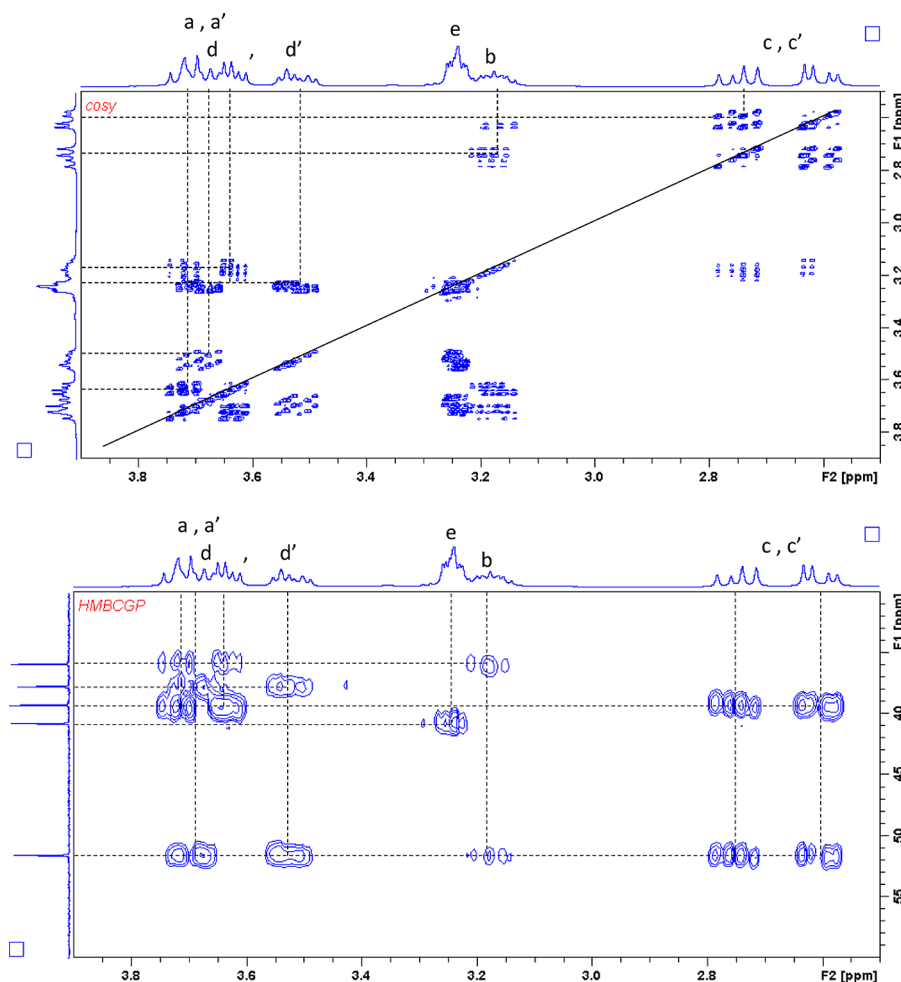 a , a’
e
c , c’
d , d’
b
cosy
F1 [ppm]
2.8
3.0
3.2
3.4
3.6
3.8
3.8 3.6 3.4 3.2 3.0 2.8 F2 [ppm]
a , a’
e
c , c’
d , d’
b
HMBCGP
F1 [ppm]
40
45
50
55
3.8 3.6 3.4 3.2 3.0 2.8 F2 [ppm]